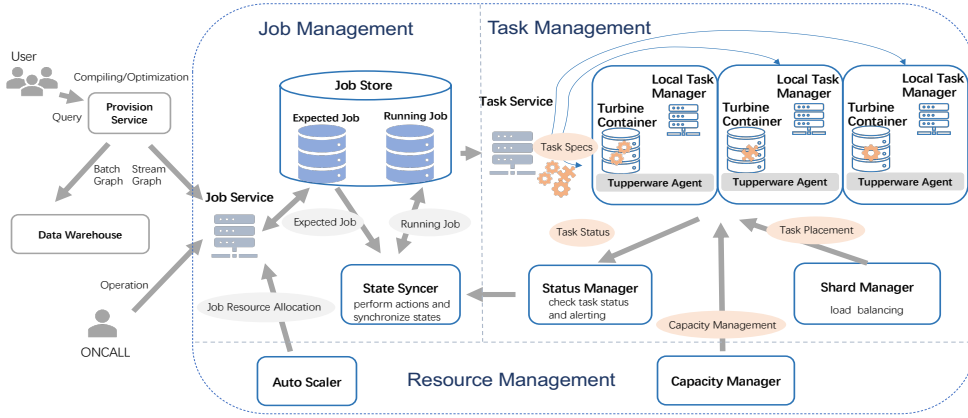 Job Management
Task Management
User
Compiling/Optimization
Query
Provision
Service
Batch
Graph
Stream
Graph
Data Warehouse
Operation
ONCALL
Job Service
Job Store
Expected Job
Running Job
Expected Job
Running Job
Job Resource Allocation
State Syncer
perform actions and
synchronize states
Auto Scaler
Task Service
Task Specs
Local Task
Manager
Turbine
Container
Tupperware Agent
Local Task
Manager
Turbine
Container
Tupperware Agent
Local Task
Manager
Turbine
Container
Tupperware Agent
Task Status
Task Placement
Status Manager
check task status
and alerting
Shard Manager
load balancing
Capacity Management
Resource Management
Capacity Manager